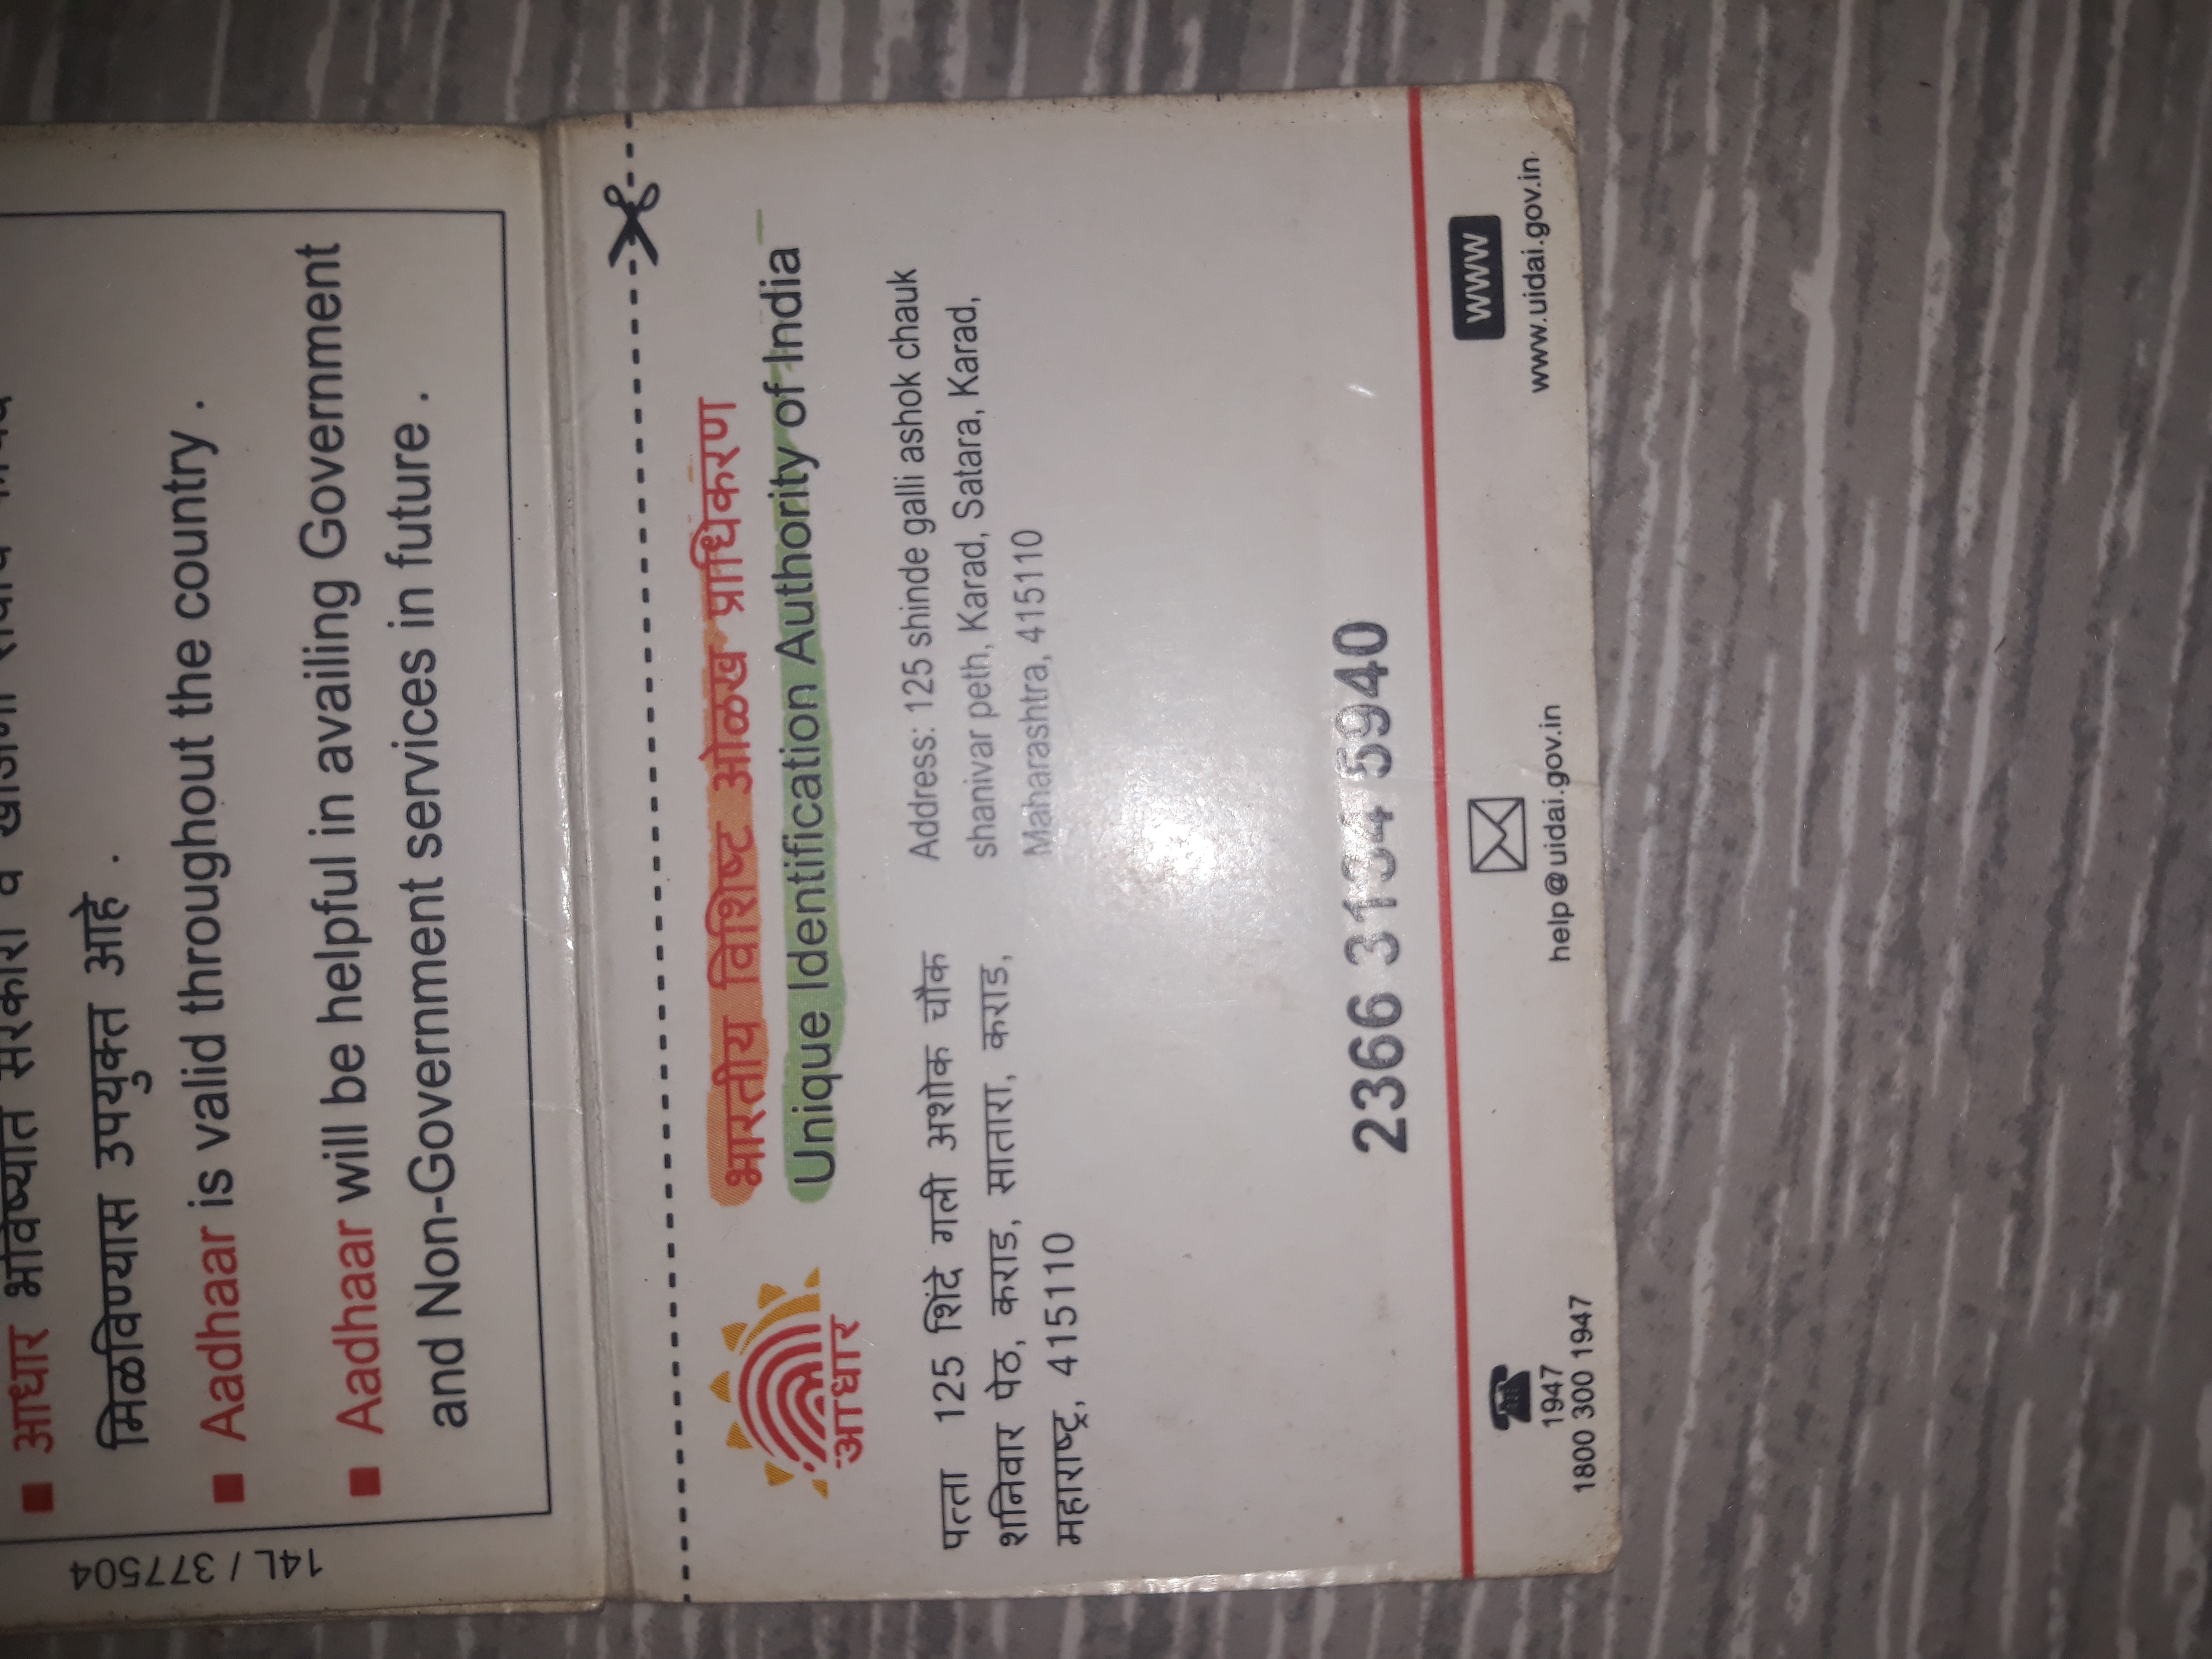 ■ आधार भविष्यात सरकारी व खाजगी
मिळविण्यास उपयुक्त आहे .
■ Aadhaar is valid throughout the country .
■ Aadhaar will be helpful in availing Government
and Non-Government services in future .
14L / 377504
भारतीय विशिष्ट ओळख प्राधिकरण
Unique Identification Authority of India
आधार
पत्ता 125 शिंदे गली अशोक चौक
शनिवार पेठ, कराड, सातारा, कराड,
महाराष्ट्र, 415110
Address: 125 shinde galli ashok chauk
shanivar peth, Karad, Satara, Karad,
Maharashtra, 415110
2366 5940
1947
1800 300 1947
help@uidai.gov.in
WWW
www.uidai.gov.in